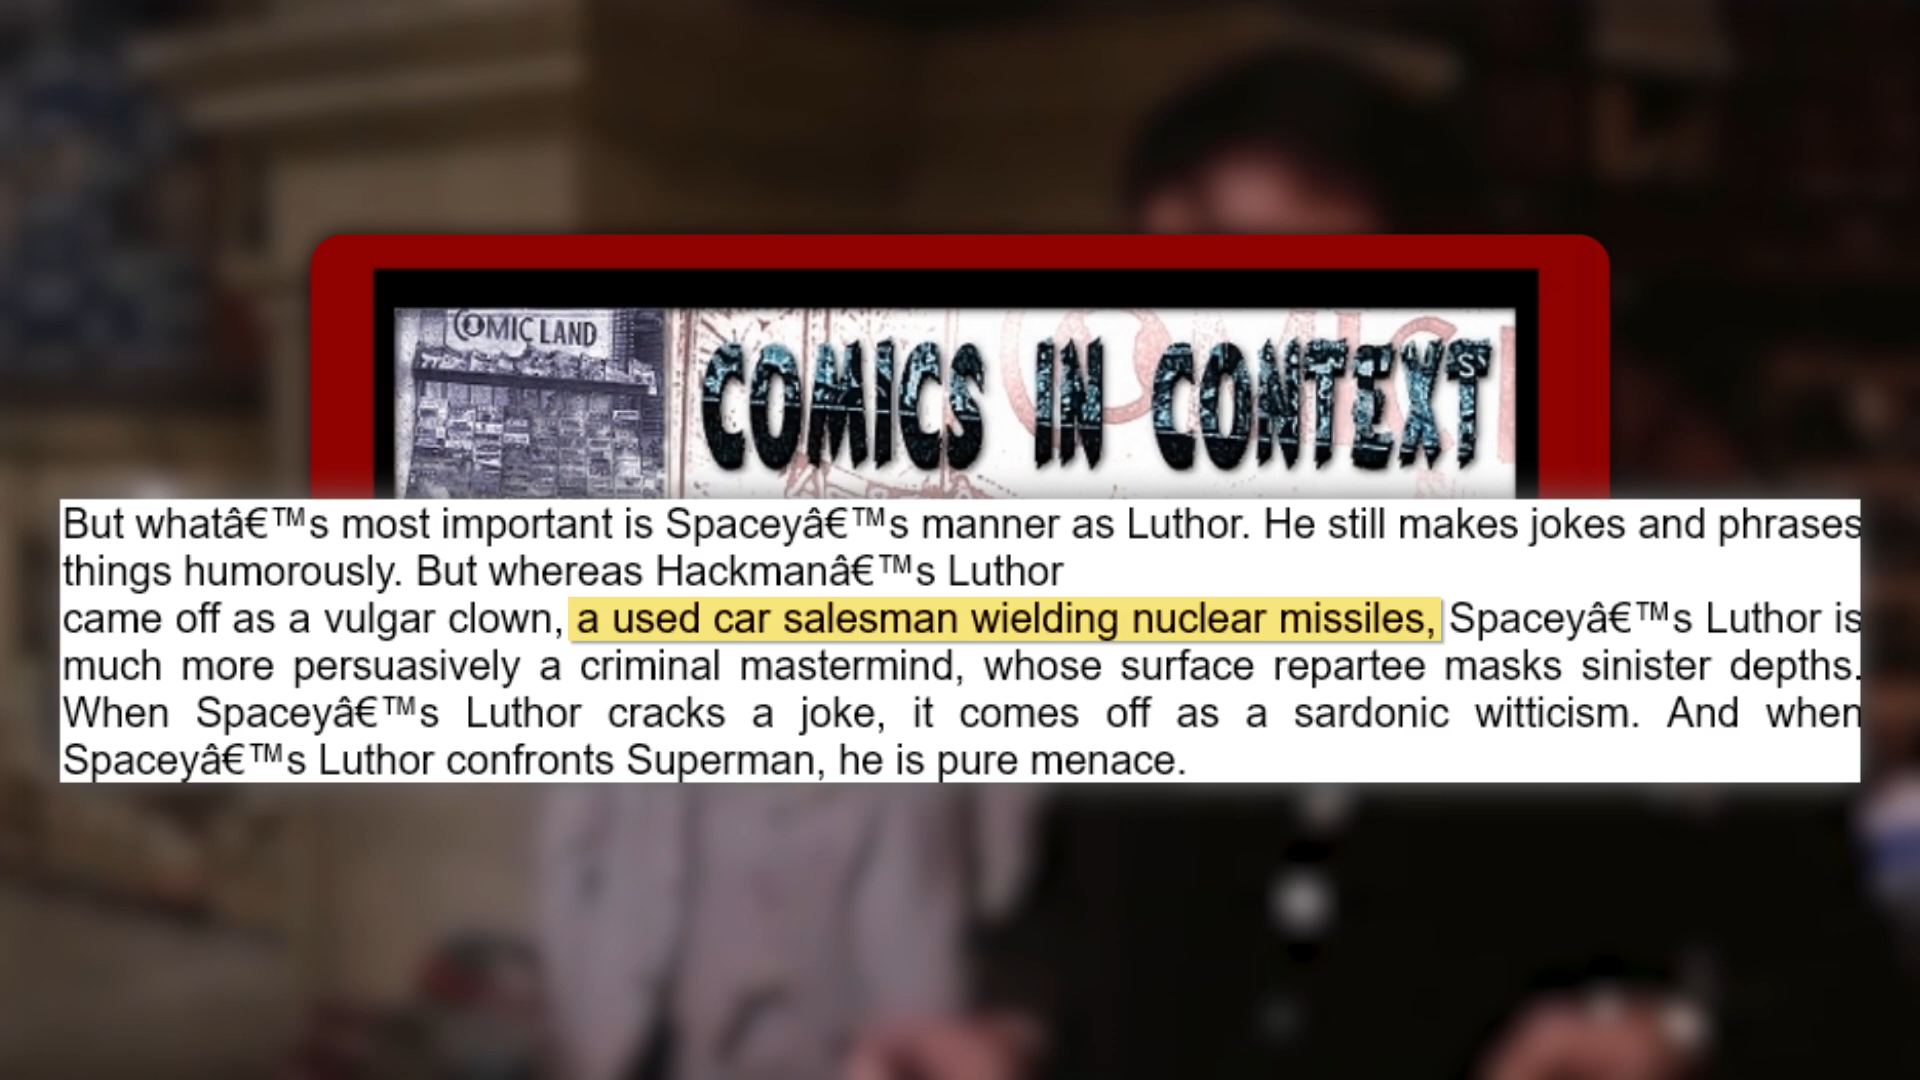 COMIC LAND
COMICS IN CONTEXT
But whatâ€™s most important is Spaceyâ€™s manner as Luthor. He still makes jokes and phrases
things humorously. But whereas Hackmanâ€™s Luthor
came off as a vulgar clown, a used car salesman wielding nuclear missiles, Spaceyâ€™s Luthor is
much more persuasively a criminal mastermind, whose surface repartee masks sinister depths.
When Spaceyâ€™s Luthor cracks a joke, it comes off as a sardonic witticism. And when
Spaceyâ€™s Luthor confronts Superman, he is pure menace.